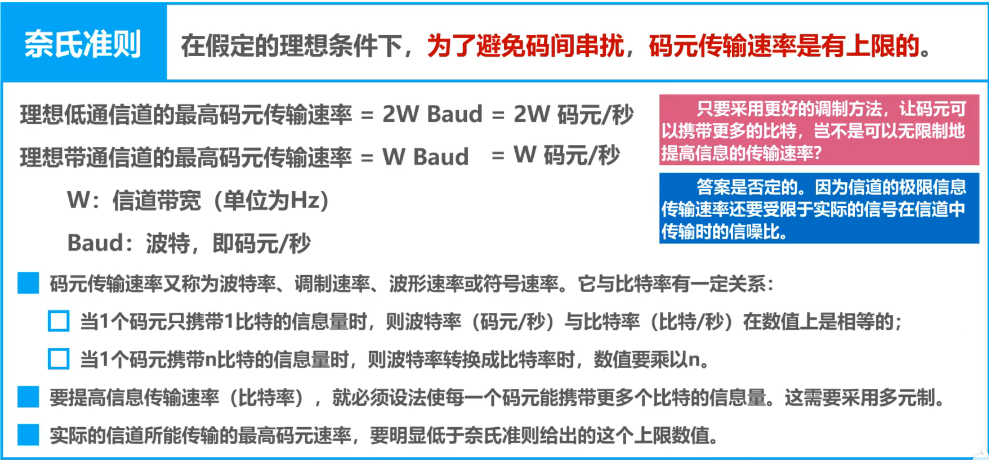 奈氏准则
在假定的理想条件下，为了避免码间串扰，码元传输速率是有上限的。
理想低通信道的最高码元传输速率 = 2W Baud = 2W 码元/秒
理想带通信道的最高码元传输速率 = W Baud = W 码元/秒
W：信道带宽（单位为Hz）
Baud：波特，即码元/秒
只要采用更好的调制方法，让码元可
以携带更多的比特，岂不是可以无限制地
提高信息的传输速率？
答案是否定的。因为信道的极限信息
传输速率还要受限于实际的信号在信道中
传输时的信噪比。
码元传输速率又称为波特率、调制速率、波形速率或符号速率。它与比特率有一定关系：
当1个码元只携带1比特的信息量时，则波特率（码元/秒）与比特率（比特/秒）在数值上是相等的；
当1个码元携带n比特的信息量时，则波特率转换成比特率时，数值要乘以n。
要提高信息传输速率（比特率），就必须设法使每一个码元能携带更多个比特的信息量。这需要采用多元制。
实际的信道所能传输的最高码元速率，要明显低于奈氏准则给出的这个上限数值。